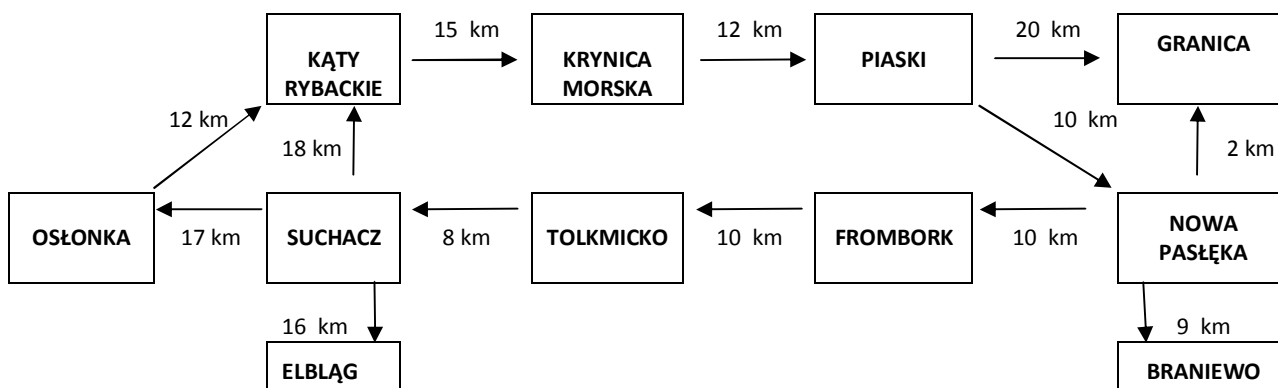 15 km
12 km
20 km
KĄTY
RYBACKIE
KRYNICA
MORSKA
PIASKI
GRANICA
12 km
18 km
10 km
2 km
OSŁONKA
17 km
SUCHACZ
8 km
TOLKMICKO
10 km
FROMBORK
10 km
NOWA
PASŁĘKA
16 km
9 km
ELBLĄG
BRANIEWO